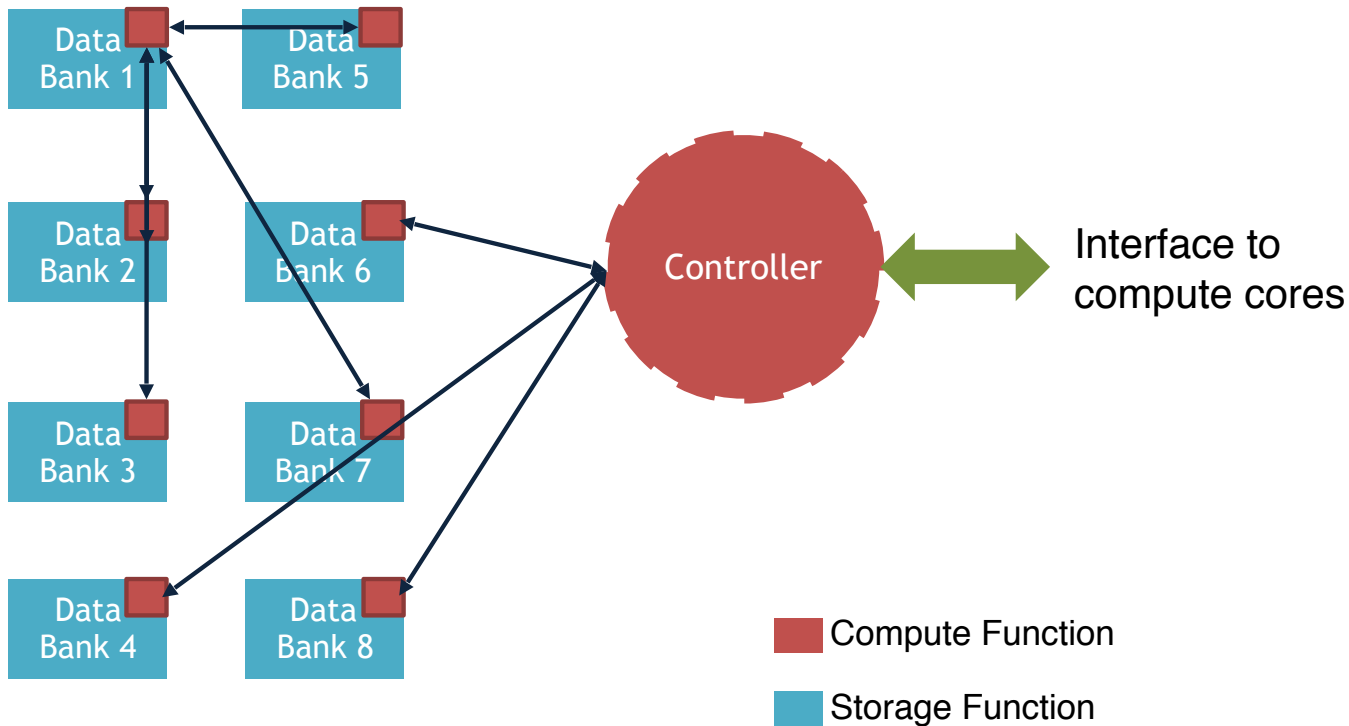 Data
Bank 1
Data
Bank 5
Data
Bank 2
Data
Bank 6
Controller
Interface to
compute cores
Data
Bank 3
Data
Bank 7
Data
Bank 4
Data
Bank 8
Compute Function
Storage Function